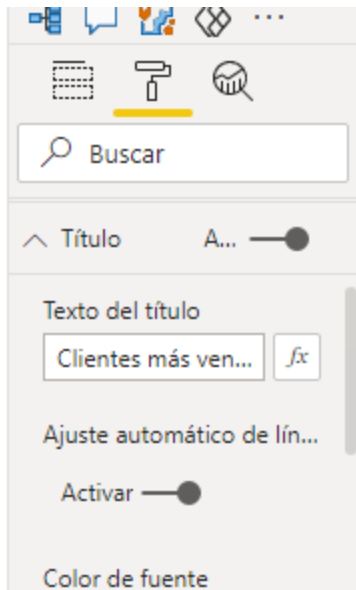 Buscar
Título A...
Texto del título
Clientes más ven... fx
Ajuste automático de lín...
Activar
Color de fuente